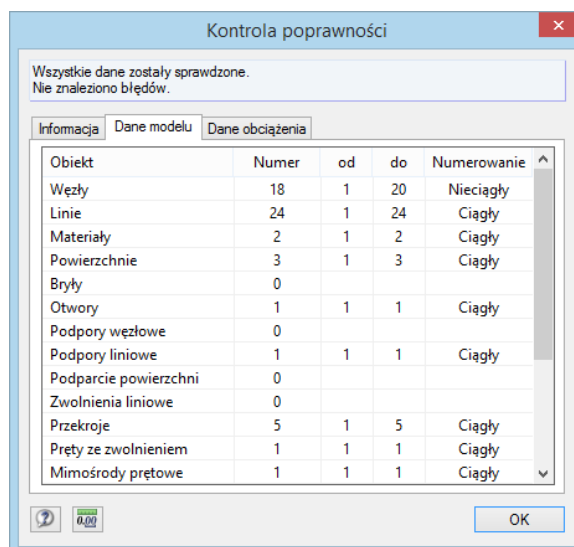 Kontrola poprawności
Wszystkie dane zostały sprawdzone.
Nie znaleziono błędów.
Informacja Dane modelu Dane obciążenia
Obiekt Numer od do Numerowanie
Węzły 18 1 20 Nieciągły
Linie 24 1 24 Ciągły
Materiały 2 1 2 Ciągły
Powierzchnie 3 1 3 Ciągły
Bryły 0
Otwory 1 1 1 Ciągły
Podpory węzłowe 0
Podpory liniowe 1 1 1 Ciągły
Podparcie powierzchni 0
Zwolnienia liniowe 0
Przekroje 5 1 5 Ciągły
Pręty ze zwolnieniem 1 1 1 Ciągły
Mimośrody prętowe 1 1 1 Ciągły
0.00 OK